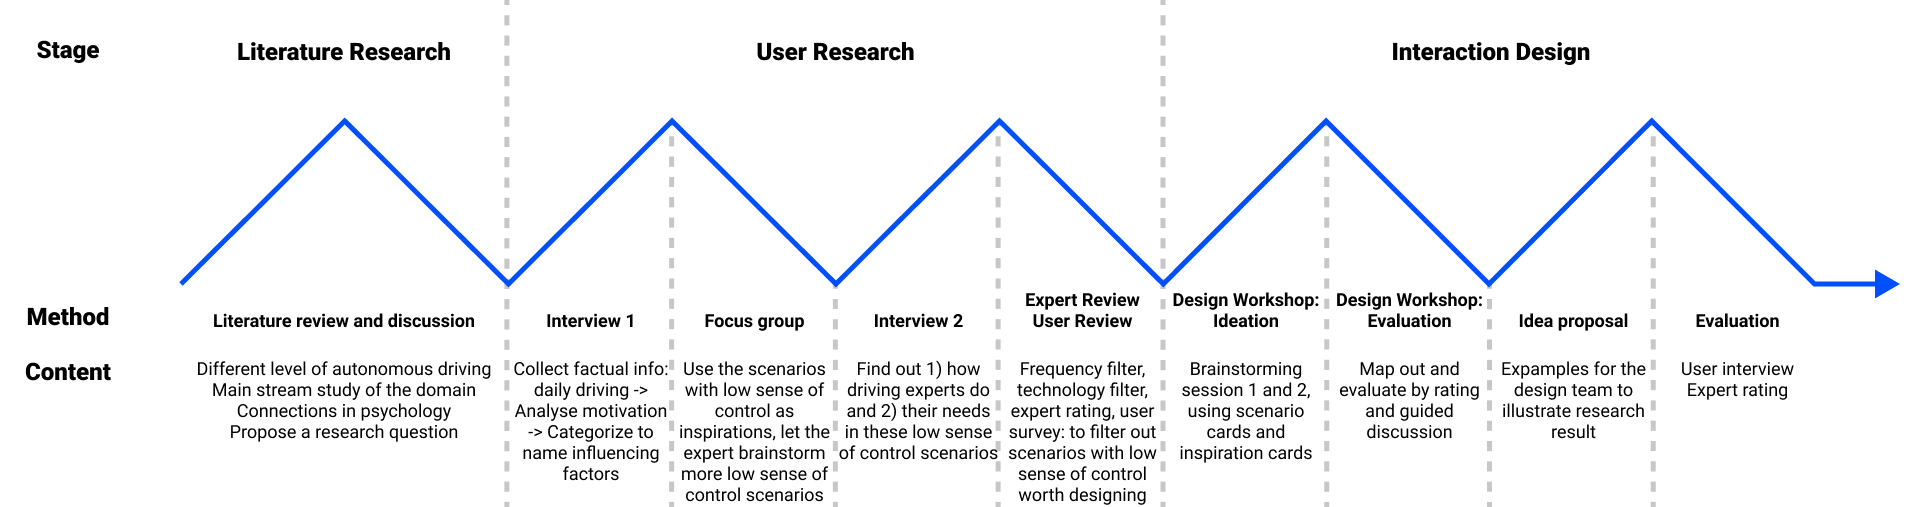 Stage
Literature Research
User Research
Interaction Design
Method
Literature review and discussion
Interview 1
Focus group
Interview 2
Expert Review
User Review
Design Workshop:
Ideation
Design Workshop:
Evaluation
Idea proposal
Evaluation
Content
Different level of autonomous driving
Main stream study of the domain
Connections in psychology
Propose a research question
Collect factual info:
daily driving ->
Analyse motivation
-> Categorize to
name influencing
factors
Use the scenarios
with low sense of
control as
inspirations, let the
expert brainstorm
more low sense of
control scenarios
Find out 1) how
driving experts do
and 2) their needs
in these low sense
of control scenarios
Frequency filter,
technology filter,
expert rating, user
survey: to filter out
scenarios with low
sense of control
worth designing
Brainstorming
session 1 and 2,
using scenario
cards and
inspiration cards
Map out and
evaluate by rating
and guided
discussion
Expamples for the
design team to
illustrate research
result
User interview
Expert rating